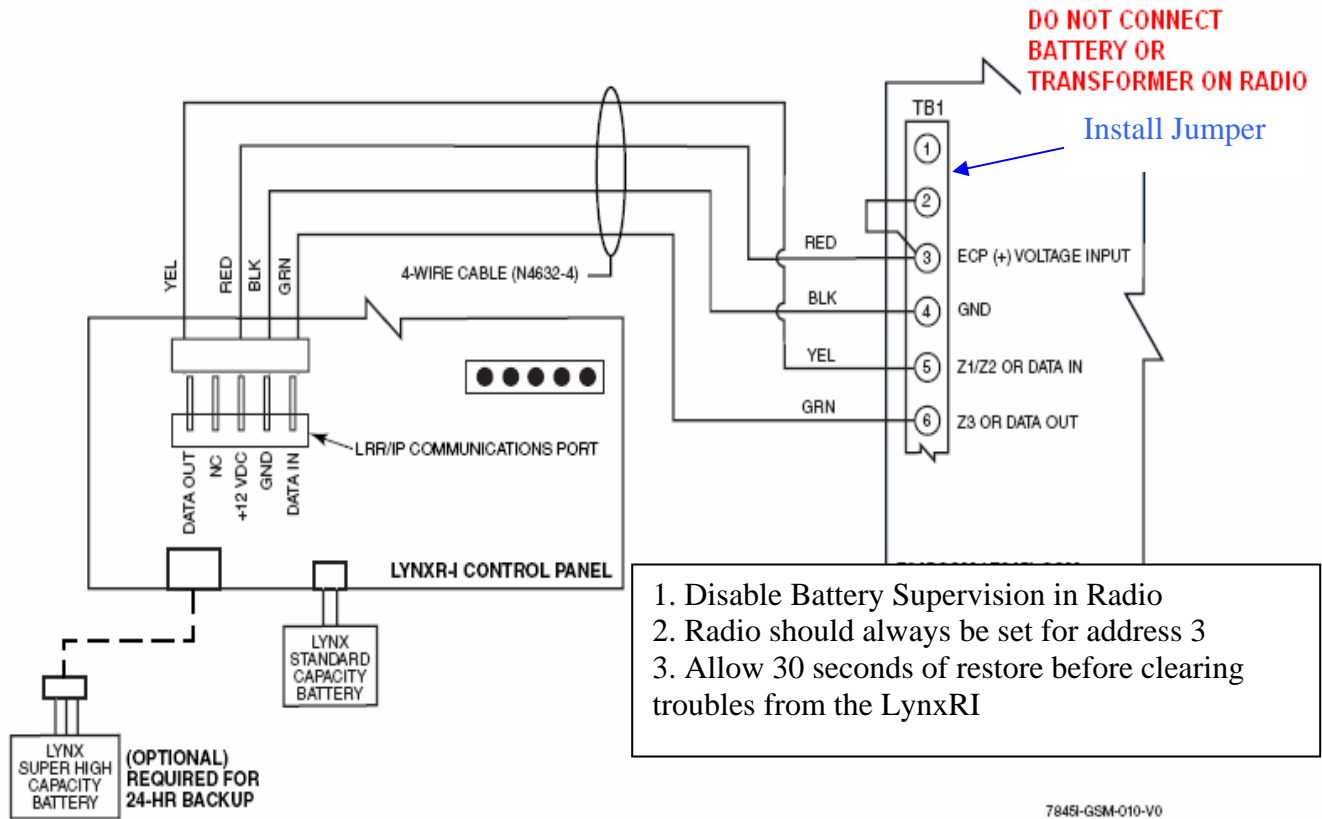 DO NOT CONNECT
BATTERY OR
TRANSFORMER ON RADIO
TB1
Install Jumper
1
2
3
ECP (+) VOLTAGE INPUT
4
GND
5
Z1/Z2 OR DATA IN
6
Z3 OR DATA OUT
RED
BLK
YEL
GRN
YEL
RED
BLK
GRN
4-WIRE CABLE (N4632-4)
LRR/IP COMMUNICATIONS PORT
DATA OUT
NC
+12 VDC
GND
DATA IN
LYNXR-I CONTROL PANEL
LYNX
STANDARD
CAPACITY
BATTERY
LYNX
SUPER HIGH
CAPACITY
BATTERY
(OPTIONAL)
REQUIRED FOR
24-HR BACKUP
1. Disable Battery Supervision in Radio
2. Radio should always be set for address 3
3. Allow 30 seconds of restore before clearing
troubles from the LynxRI
7845I-GSM-010-V0